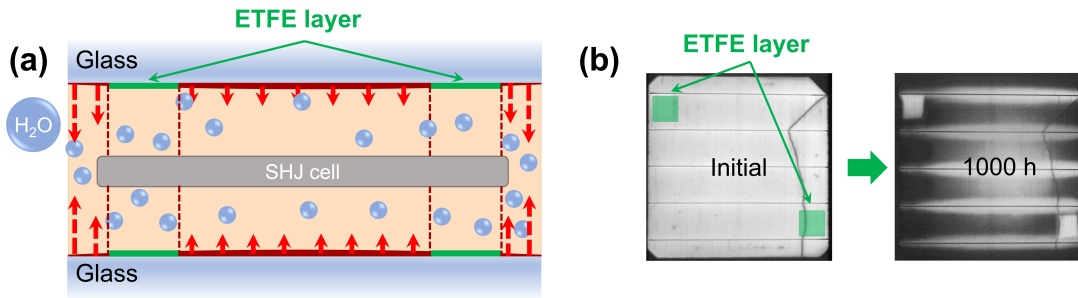 (a)
ETFE layer
Glass
H₂O
SHJ cell
Glass
(b)
ETFE layer
Initial
1000 h